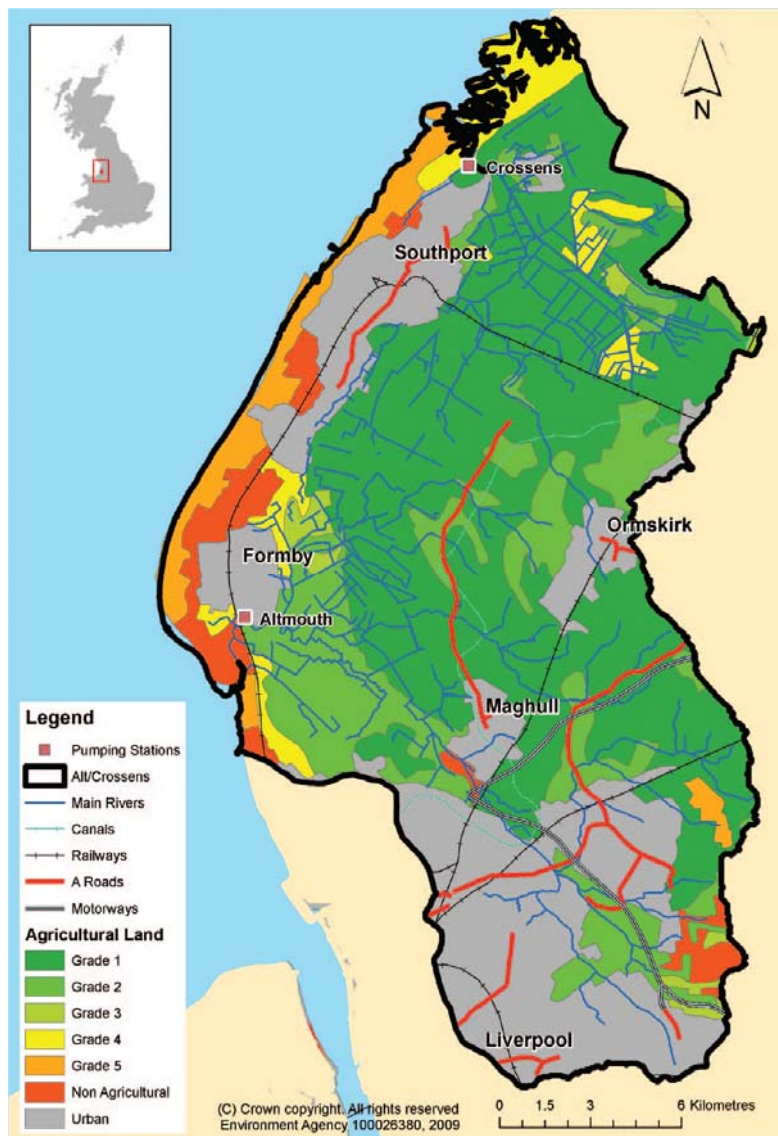 N
Crossens
Southport
Ormskirk
Formby
Altmouth
Maghull
Liverpool
Legend
Pumping Stations
Alt/Crossens
Main Rivers
Canals
Railways
A Roads
Motorways
Agricultural Land
Grade 1
Grade 2
Grade 3
Grade 4
Grade 5
Non Agricultural
Urban
(C) Crown copyright. All rights reserved
Environment Agency 100026380, 2009
0 1.5 3 6 Kilometres